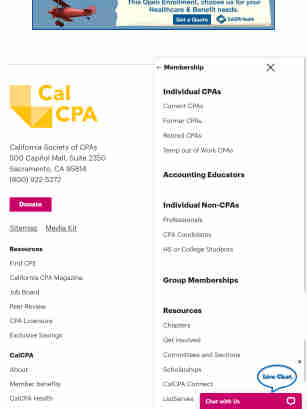 This Open Enrollment, choose us for your
Healthcare & Benefit needs.
Get a Quote
CalCPA Health
Cal
CPA
California Society of CPAs
500 Capitol Mall, Suite 2350
Sacramento, CA 95814
(800) 922-5272
Donate
Sitemap Media Kit
Resources
Find CPE
California CPA Magazine
Job Board
Peer Review
CPA Licensure
Exclusive Savings
CalCPA
About
Member benefits
CalCPA Health
← Membership
Individual CPAs
Current CPAs
Former CPAs
Retired CPAs
Temp out of Work CPAs
Accounting Educators
Individual Non-CPAs
Professionals
CPA Candidates
HS or College Students
Group Memberships
Resources
Chapters
Get Involved
Committees and Sections
Scholarships
CalCPA Connect
ListServes
Live Chat
Chat with Us